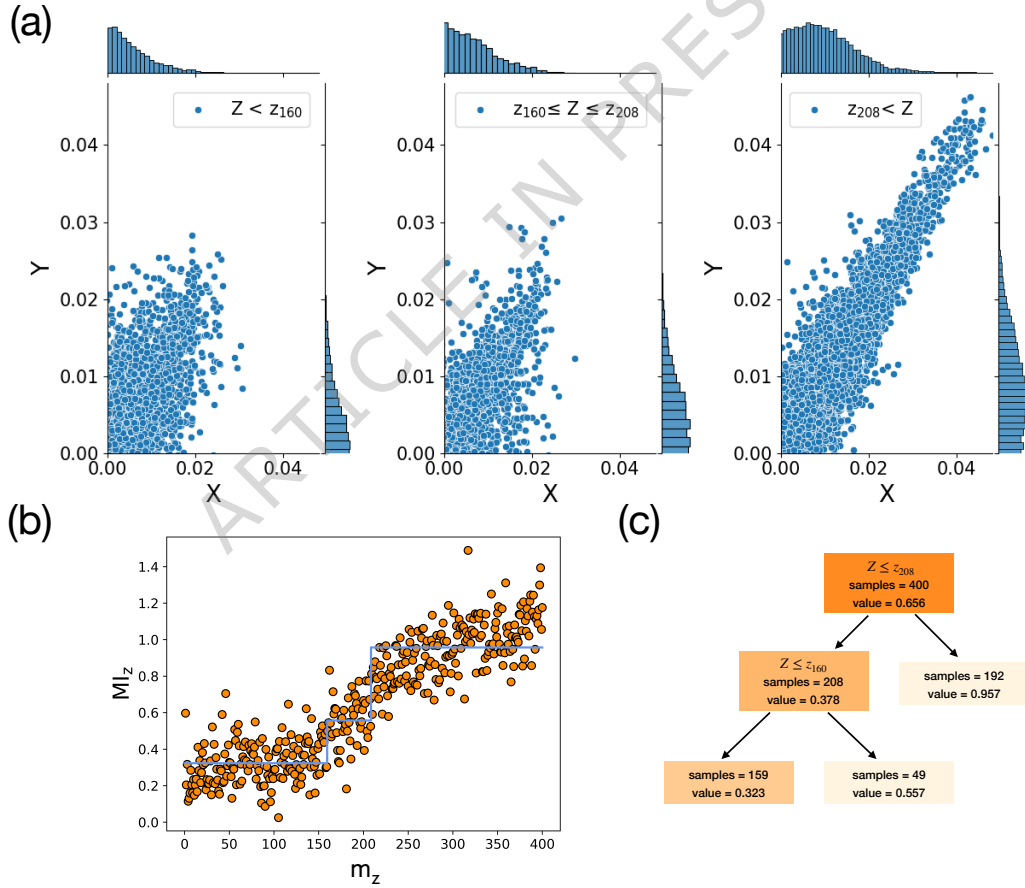 (a)
Z < z₁₆₀
z₁₆₀ ≤ Z ≤ z₂₀₈
z₂₀₈ < Z
Y
0.04
0.03
0.02
0.01
0.00
0.00
0.02
0.04
X
Y
0.04
0.03
0.02
0.01
0.00
0.00
0.02
0.04
X
Y
0.04
0.03
0.02
0.01
0.00
0.00
0.02
0.04
X
ARTICLE IN PRES
(b)
MI_z
1.4
1.2
1.0
0.8
0.6
0.4
0.2
0.0
0
50
100
150
200
250
300
350
400
m_z
(c)
Z ≤ z₂₀₈
samples = 400
value = 0.656
Z ≤ z₁₆₀
samples = 208
value = 0.378
samples = 192
value = 0.957
samples = 159
value = 0.323
samples = 49
value = 0.557